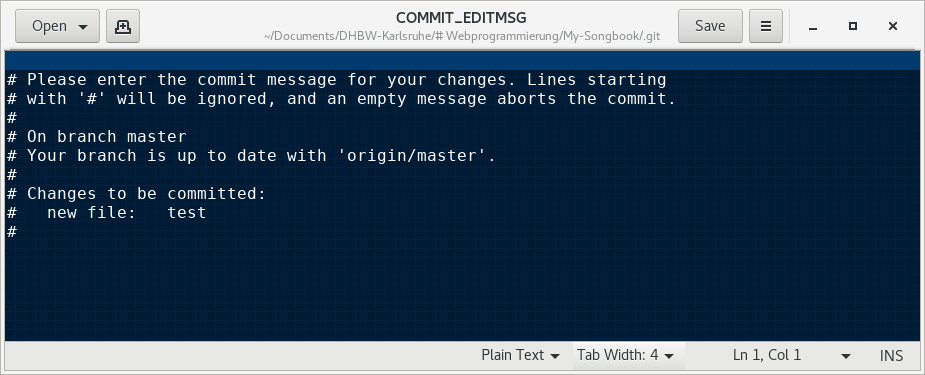 Open
COMMIT_EDITMSG
~/Documents/DHBW-Karlsruhe/# Webprogrammierung/My-Songbook/.git
Save
# Please enter the commit message for your changes. Lines starting
# with '#' will be ignored, and an empty message aborts the commit.
#
# On branch master
# Your branch is up to date with 'origin/master'.
#
# Changes to be committed:
#	new file:	test
#
Plain Text
Tab Width: 4
Ln 1, Col 1
INS